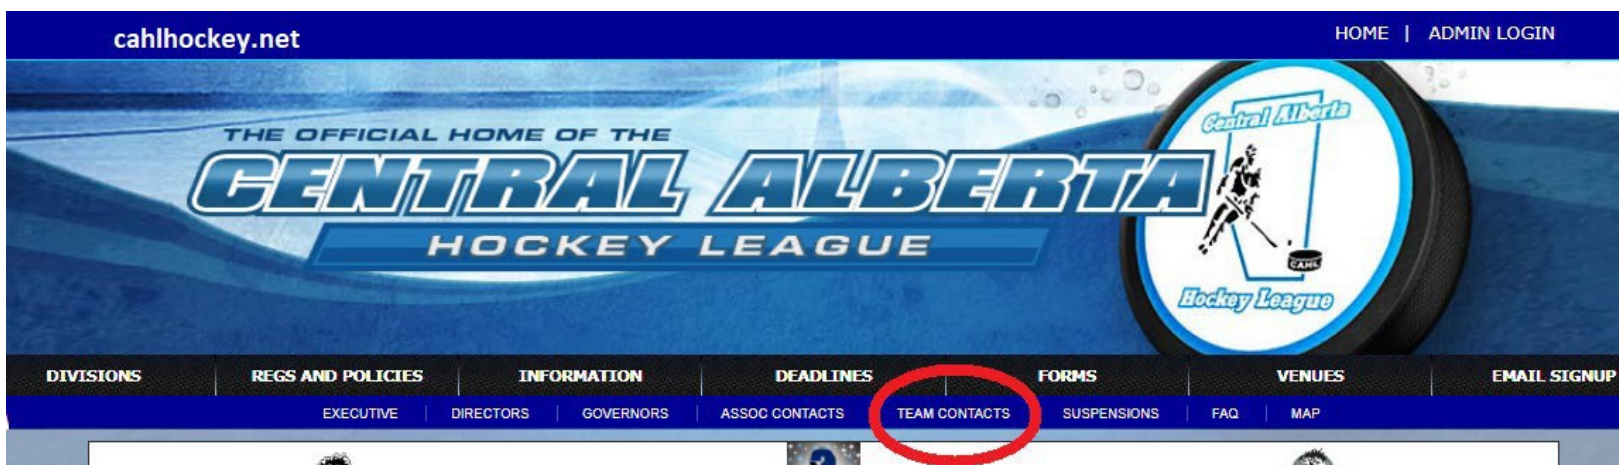 cahlhockey.net
HOME | ADMIN LOGIN
THE OFFICIAL HOME OF THE
CENTRAL ALBERTA
HOCKEY LEAGUE
Central Alberta
CAHL
Hockey League
DIVISIONS REGS AND POLICIES INFORMATION DEADLINES FORMS VENUES EMAIL SIGNUP
EXECUTIVE | DIRECTORS | GOVERNORS | ASSOC CONTACTS | TEAM CONTACTS | SUSPENSIONS | FAQ | MAP